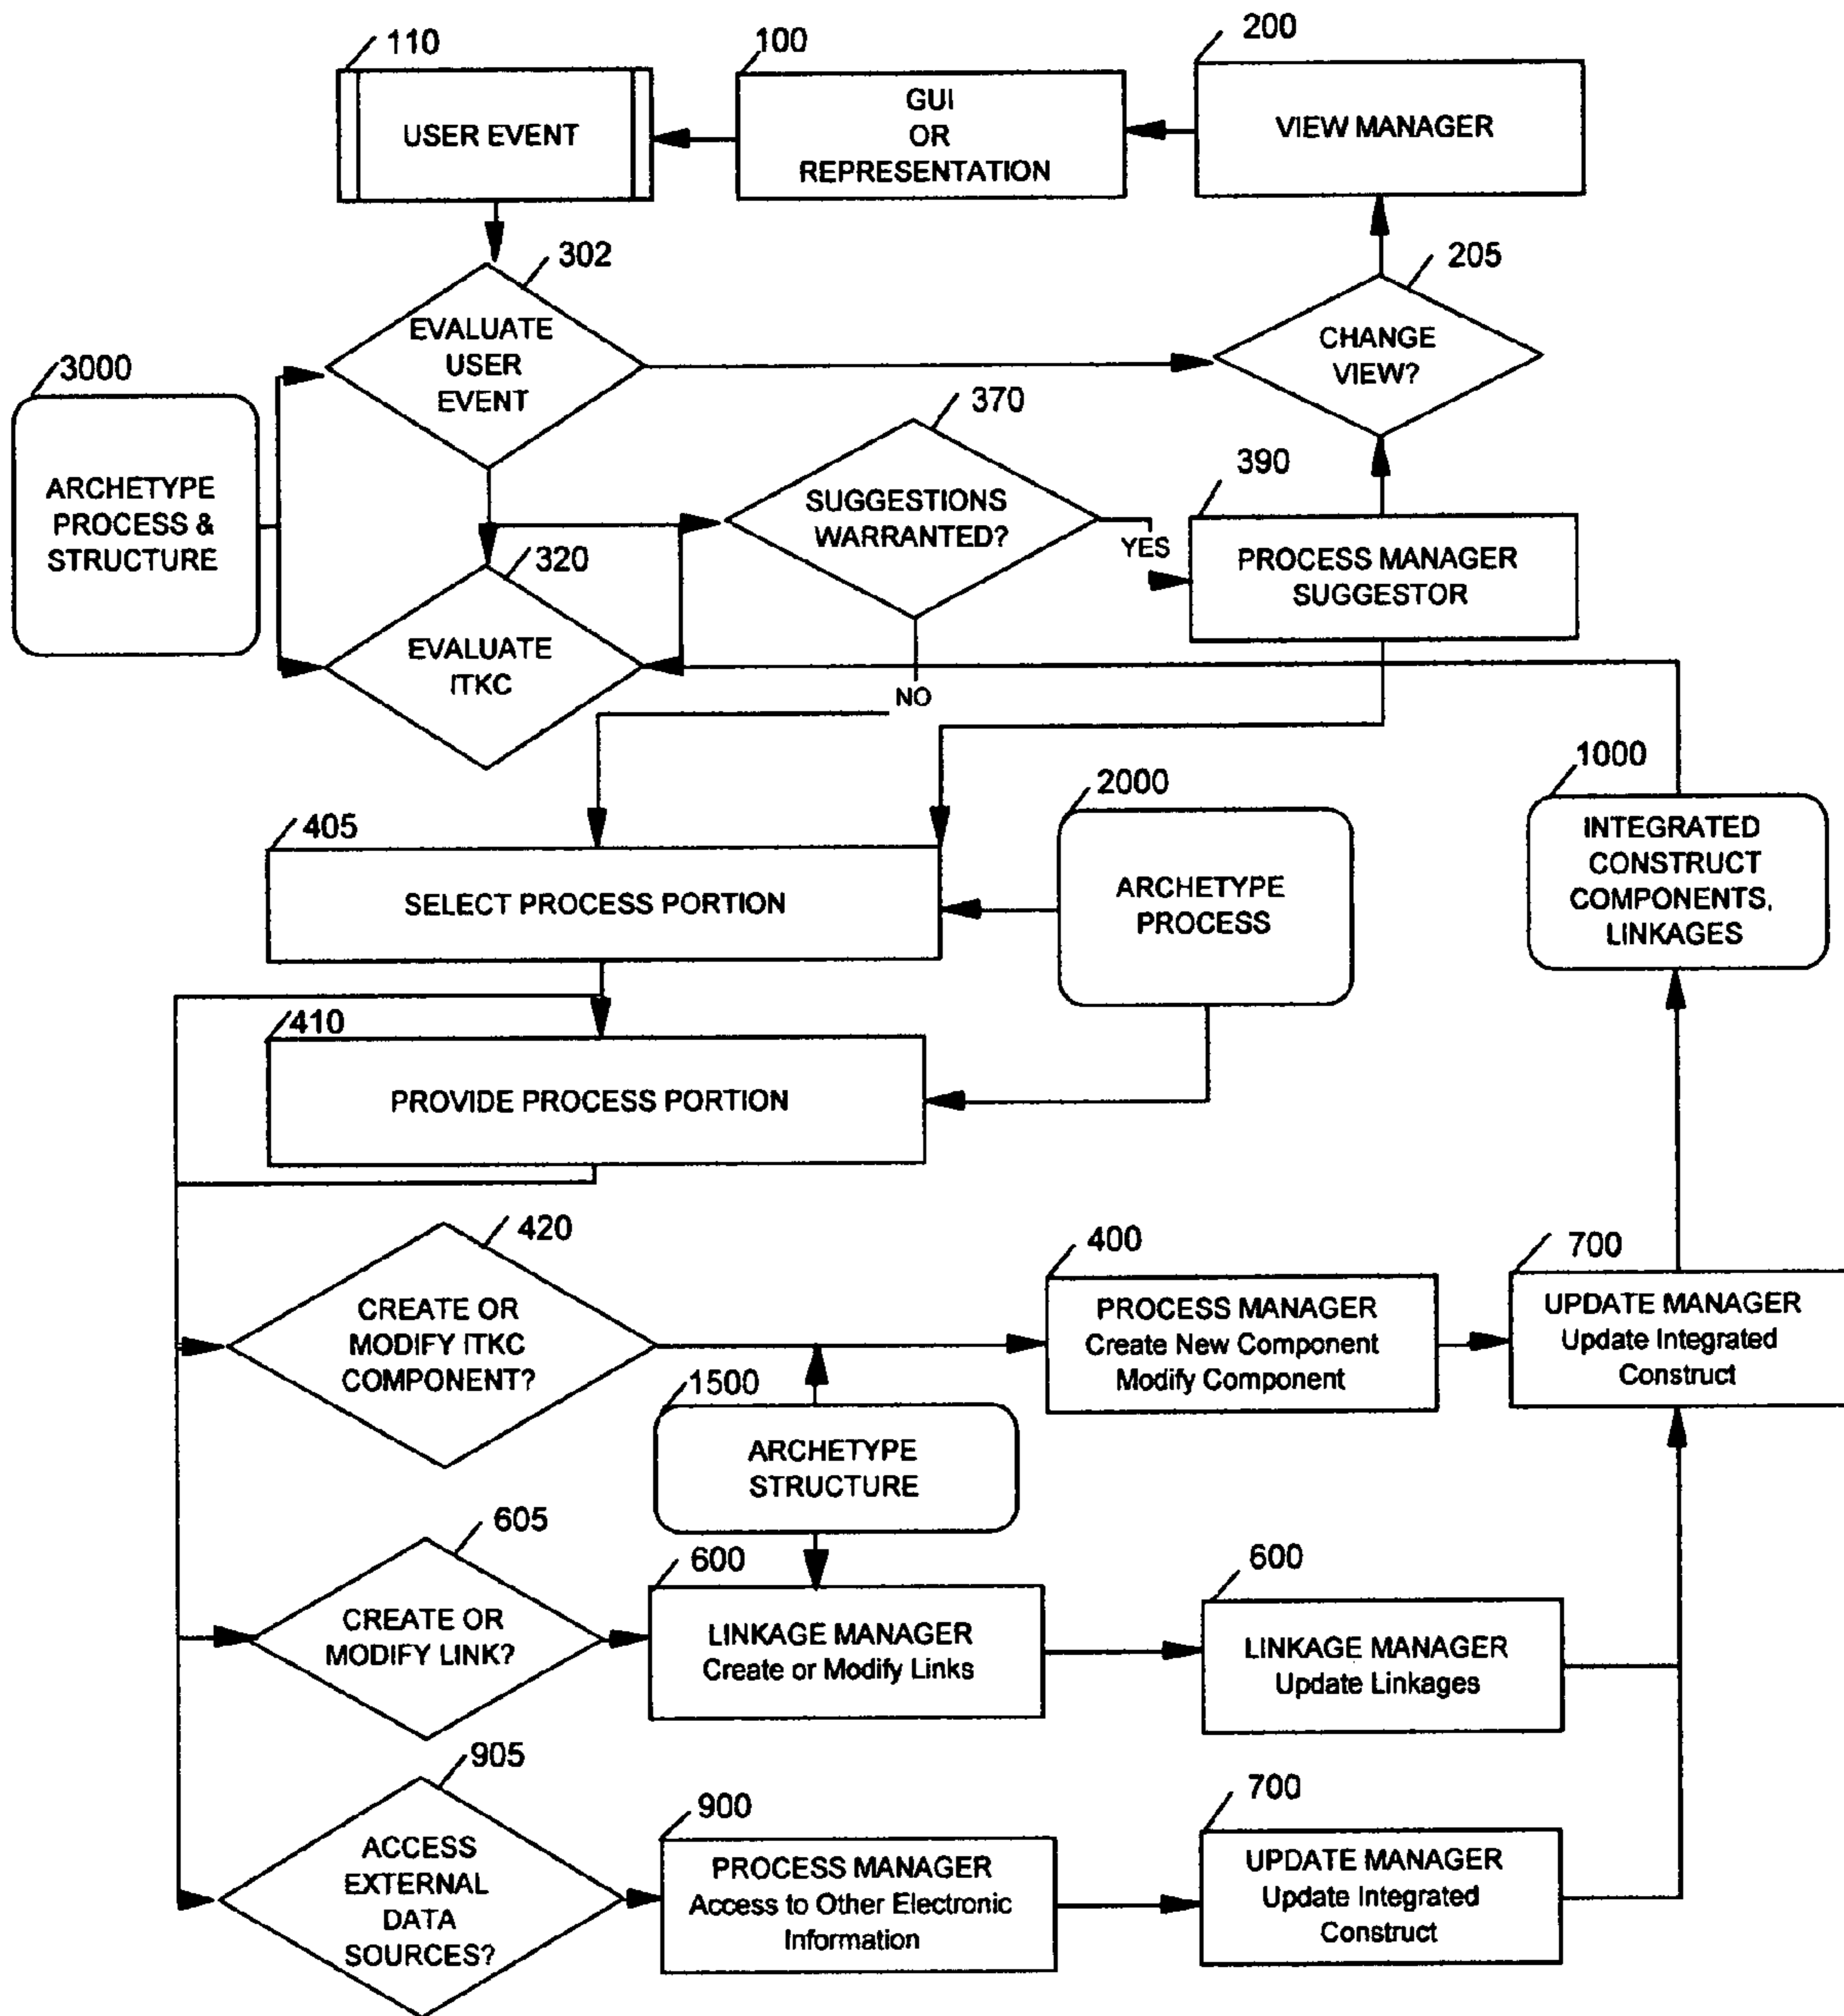 110
100
200
USER EVENT
GUI
OR
REPRESENTATION
VIEW MANAGER
302
205
EVALUATE
USER
EVENT
CHANGE
VIEW?
3000
ARCHETYPE
PROCESS &
STRUCTURE
370
SUGGESTIONS
WARRANTED?
YES
NO
390
PROCESS MANAGER
SUGGESTOR
320
EVALUATE
ITKC
1000
INTEGRATED
CONSTRUCT
COMPONENTS,
LINKAGES
405
SELECT PROCESS PORTION
2000
ARCHETYPE
PROCESS
410
PROVIDE PROCESS PORTION
420
CREATE OR
MODIFY ITKC
COMPONENT?
400
PROCESS MANAGER
Create New Component
Modify Component
700
UPDATE MANAGER
Update Integrated
Construct
1500
ARCHETYPE
STRUCTURE
605
CREATE OR
MODIFY LINK?
600
LINKAGE MANAGER
Create or Modify Links
600
LINKAGE MANAGER
Update Linkages
905
ACCESS
EXTERNAL
DATA
SOURCES?
900
PROCESS MANAGER
Access to Other Electronic
Information
700
UPDATE MANAGER
Update Integrated
Construct